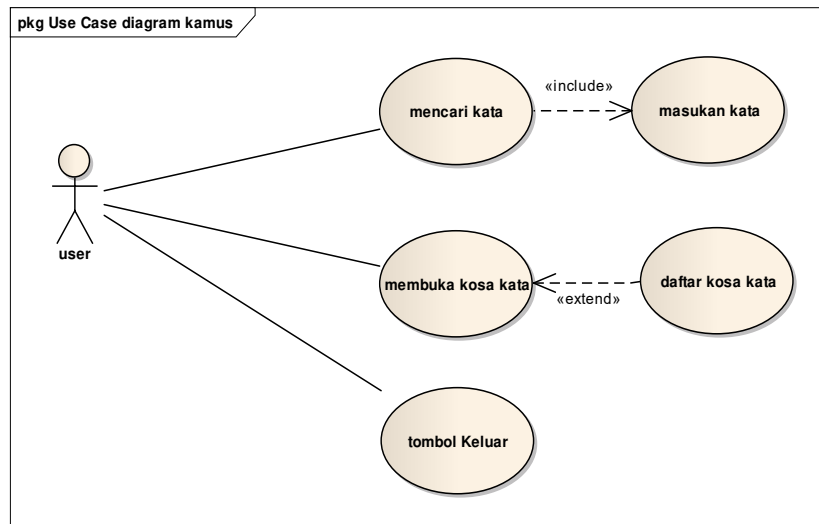 pkg Use Case diagram kamus
mencari kata
«include»
masukan kata
user
membuka kosa kata
«extend»
daftar kosa kata
tombol Keluar